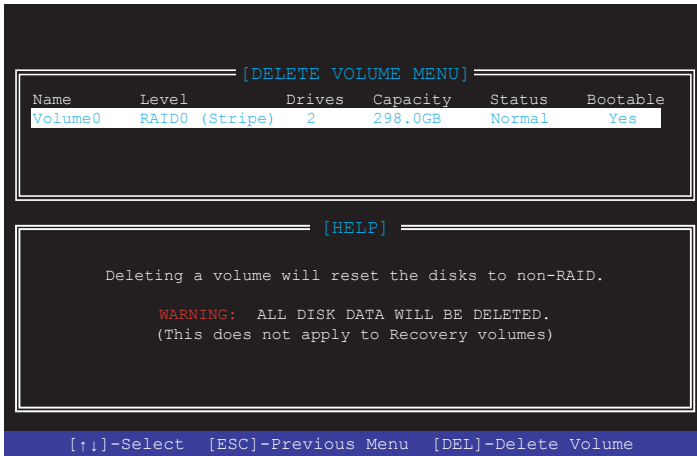 [DELETE VOLUME MENU]
Name Level Drives Capacity Status Bootable
Volume0 RAID0 (Stripe) 2 298.0GB Normal Yes
[HELP]
Deleting a volume will reset the disks to non-RAID.
WARNING: ALL DISK DATA WILL BE DELETED.
(This does not apply to Recovery volumes)
[↑↓]-Select [ESC]-Previous Menu [DEL]-Delete Volume